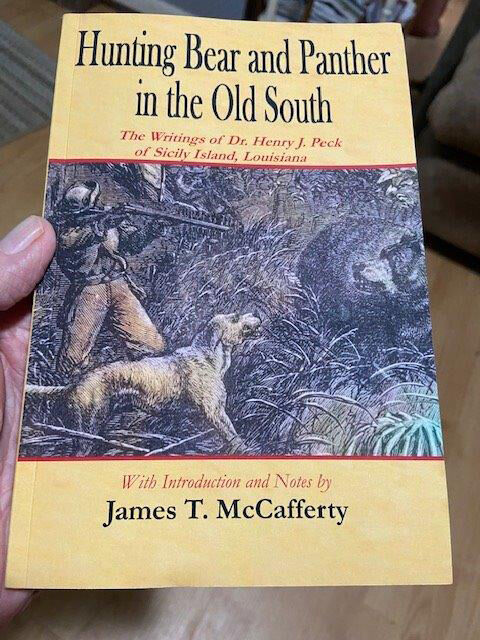 Hunting Bear and Panther
in the Old South
The Writings of Dr. Henry J. Peck
of Sicily Island, Louisiana
With Introduction and Notes by
James T. McCafferty